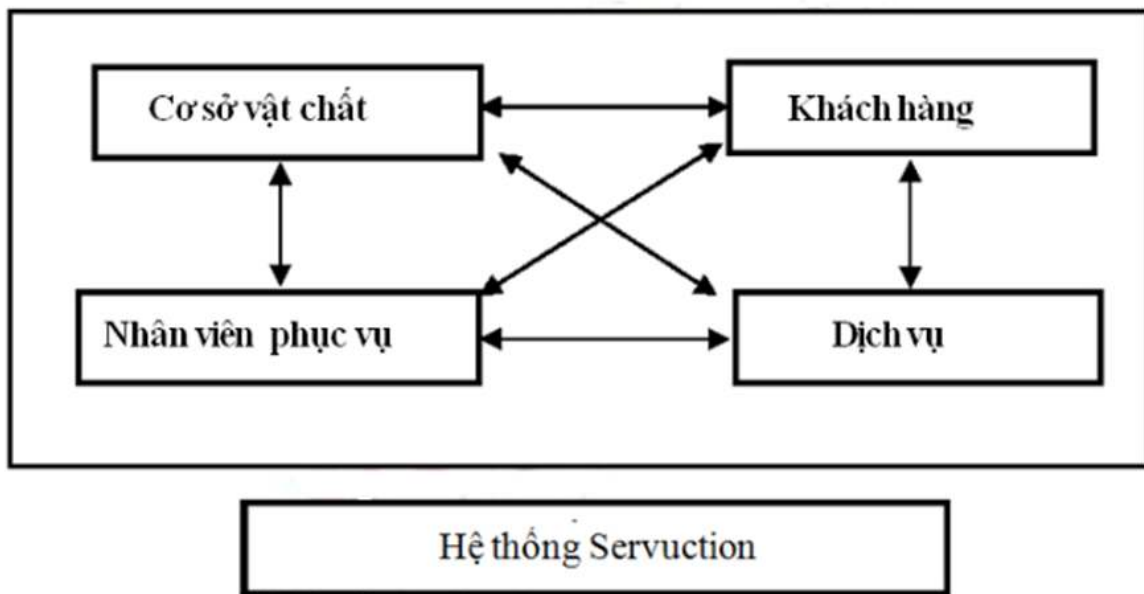 Cơ sở vật chất
Khách hàng
Nhân viên phục vụ
Dịch vụ
Hệ thống Servuction